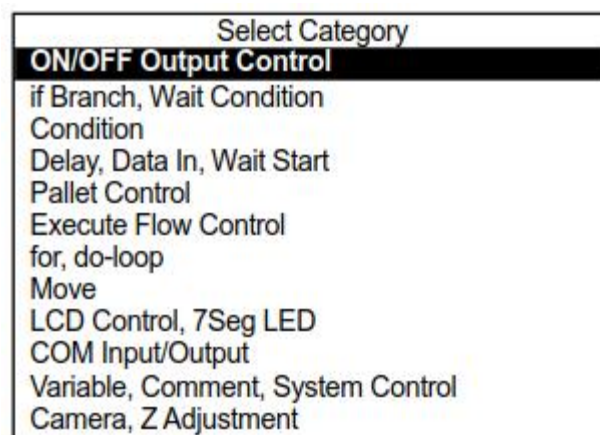 Select Category
ON/OFF Output Control
if Branch, Wait Condition
Condition
Delay, Data In, Wait Start
Pallet Control
Execute Flow Control
for, do-loop
Move
LCD Control, 7Seg LED
COM Input/Output
Variable, Comment, System Control
Camera, Z Adjustment